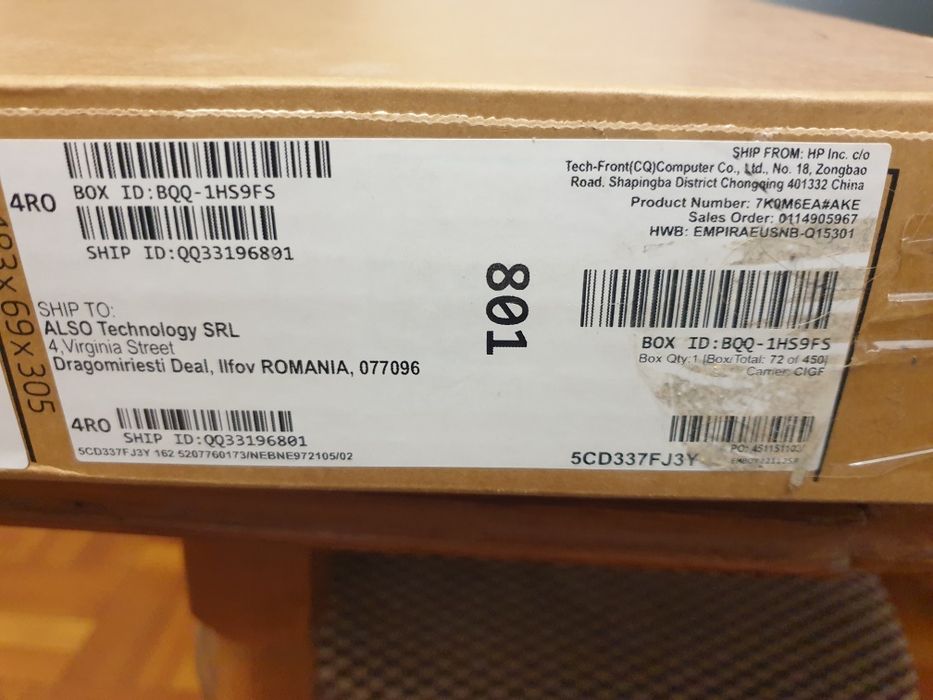 4RO
BOX ID:BQQ-1HS9FS
SHIP ID:QQ33196801
SHIP FROM: HP Inc. c/o
Tech-Front(CQ)Computer Co., Ltd., No. 18, Zongbao
Road. Shapingba District Chongqing 401332 China
Product Number: 7K0M6EA#AKE
Sales Order: 0114905967
HWB: EMPIRAEUSNB-Q15301
493x69x305
SHIP TO:
ALSO Technology SRL
4,Virginia Street
Dragomiriesti Deal, Ilfov ROMANIA, 077096
801
BOX ID:BQQ-1HS9FS
Box Qty:1 [Box/Total: 72 of 450]
Carrier: CIGF
4RO
SHIP ID:QQ33196801
5CD337FJ3Y 162 5207760173/NEBNE972105/02
PO:
5CD337FJ3Y